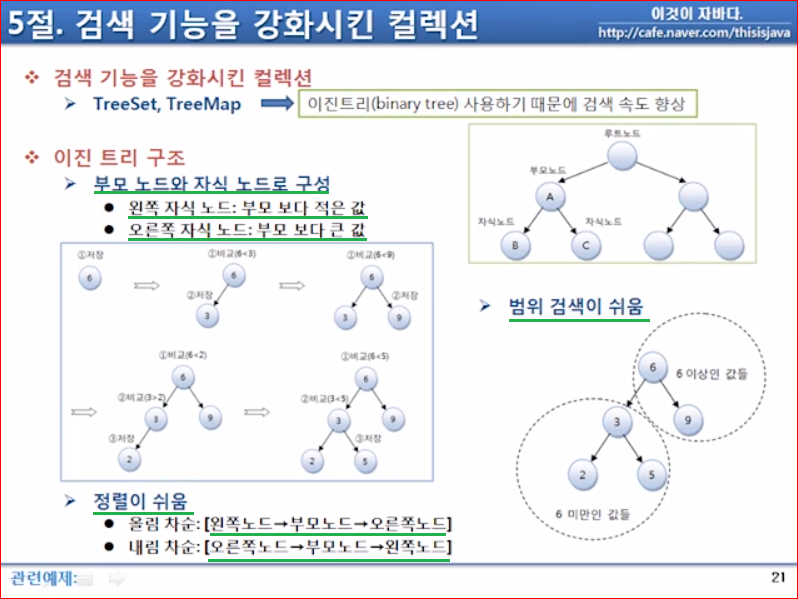 5절. 검색 기능을 강화시킨 컬렉션
이것이 자바다.
http://cafe.naver.com/thisisjava
검색 기능을 강화시킨 컬렉션
TreeSet, TreeMap
이진트리(binary tree) 사용하기 때문에 검색 속도 향상
이진 트리 구조
부모 노드와 자식 노드로 구성
왼쪽 자식 노드: 부모 보다 적은 값
오른쪽 자식 노드: 부모 보다 큰 값
루트노드
부모노드
A
자식노드
자식노드
B
C
①저장
6
①비교(6<3)
6
②저장
3
①비교(6<9)
6
②저장
3
9
①비교(6<2)
6
②비교(3>2)
3
9
③저장
2
①비교(6<5)
6
②비교(3<5)
3
9
③저장
2
5
범위 검색이 쉬움
6
6 이상인 값들
3
9
2
5
6 미만인 값들
정렬이 쉬움
올림 차순: [왼쪽노드→부모노드→오른쪽노드]
내림 차순: [오른쪽노드→부모노드→왼쪽노드]
관련예제:
21